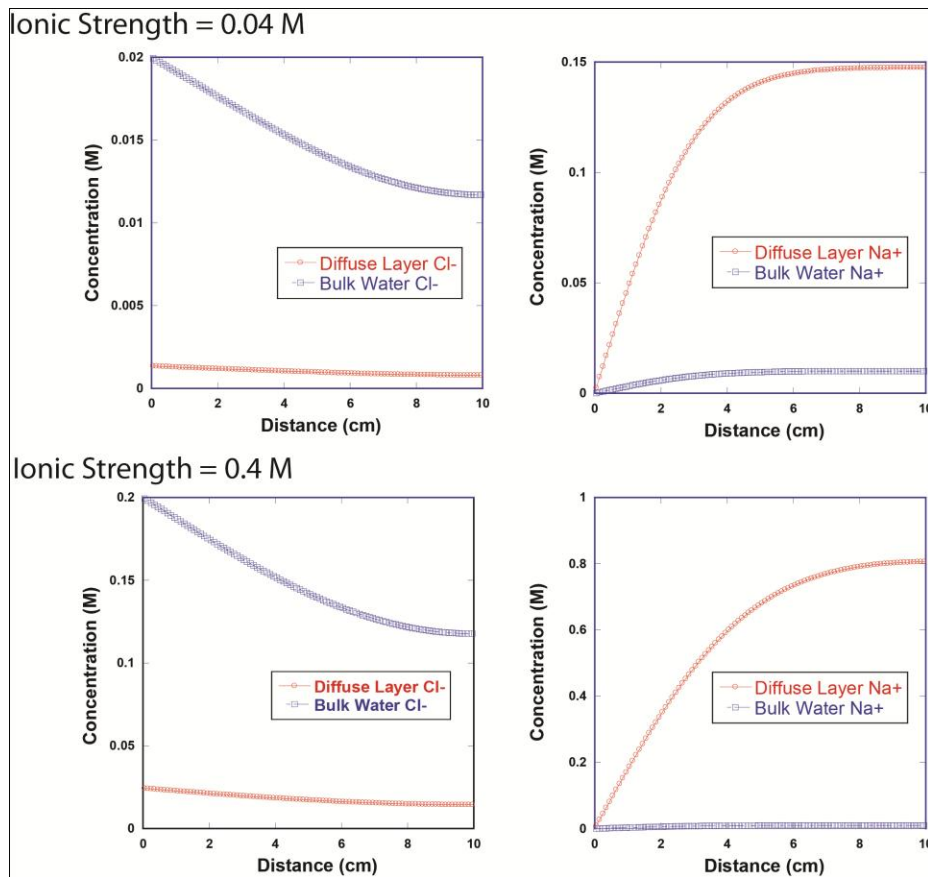 Ionic Strength = 0.04 M
0.02
0.015
0.01
0.005
0
Concentration (M)
Diffuse Layer Cl-
Bulk Water Cl-
0 2 4 6 8 10
Distance (cm)
0.15
0.1
0.05
0
Concentration (M)
Diffuse Layer Na+
Bulk Water Na+
0 2 4 6 8 10
Distance (cm)
Ionic Strength = 0.4 M
0.2
0.15
0.1
0.05
0
Concentration (M)
Diffuse Layer Cl-
Bulk Water Cl-
0 2 4 6 8 10
Distance (cm)
1
0.8
0.6
0.4
0.2
0
Concentration (M)
Diffuse Layer Na+
Bulk Water Na+
0 2 4 6 8 10
Distance (cm)